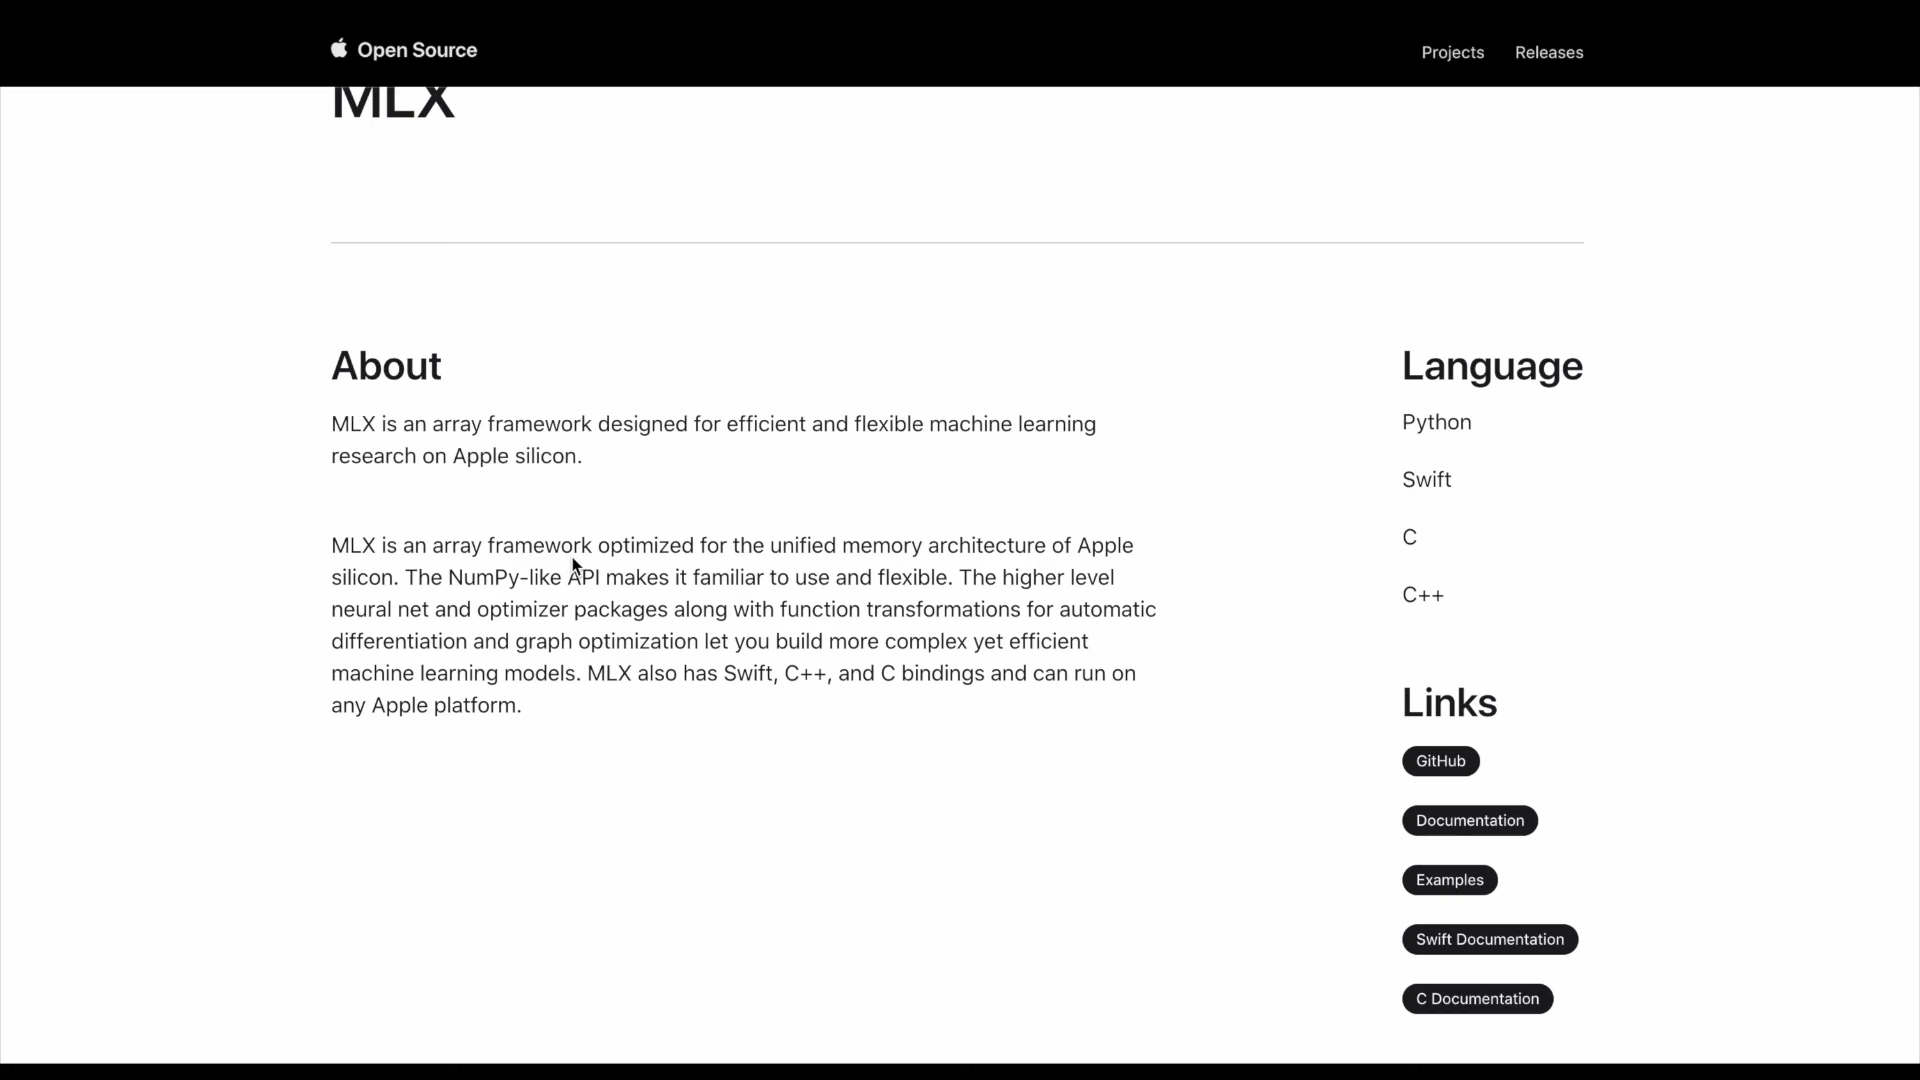 Open Source
Projects
Releases
MLX
About
MLX is an array framework designed for efficient and flexible machine learning
research on Apple silicon.
MLX is an array framework optimized for the unified memory architecture of Apple
silicon. The NumPy-like API makes it familiar to use and flexible. The higher level
neural net and optimizer packages along with function transformations for automatic
differentiation and graph optimization let you build more complex yet efficient
machine learning models. MLX also has Swift, C++, and C bindings and can run on
any Apple platform.
Language
Python
Swift
C
C++
Links
GitHub
Documentation
Examples
Swift Documentation
C Documentation